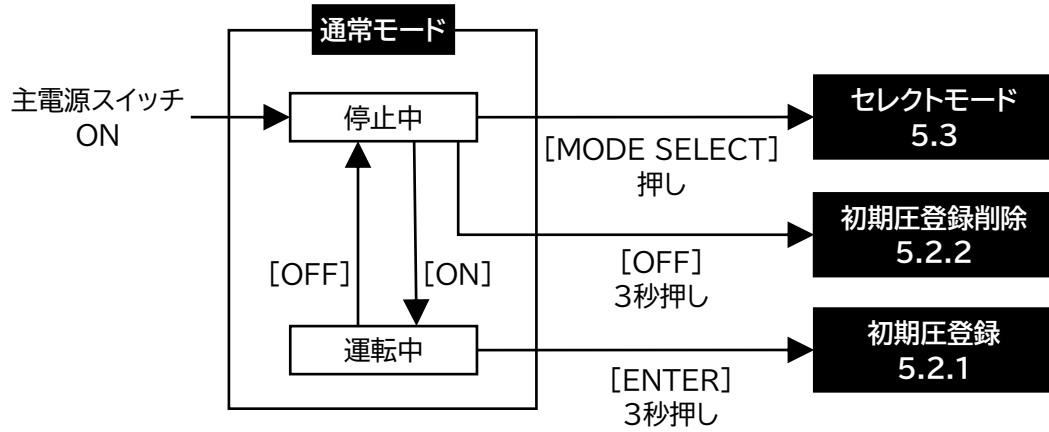 通常モード
主電源スイッチ
ON
停止中
[MODE SELECT]
押し
セレクトモード
5.3
[OFF]
3秒押し
初期圧登録削除
5.2.2
[OFF]
[ON]
運転中
[ENTER]
3秒押し
初期圧登録
5.2.1